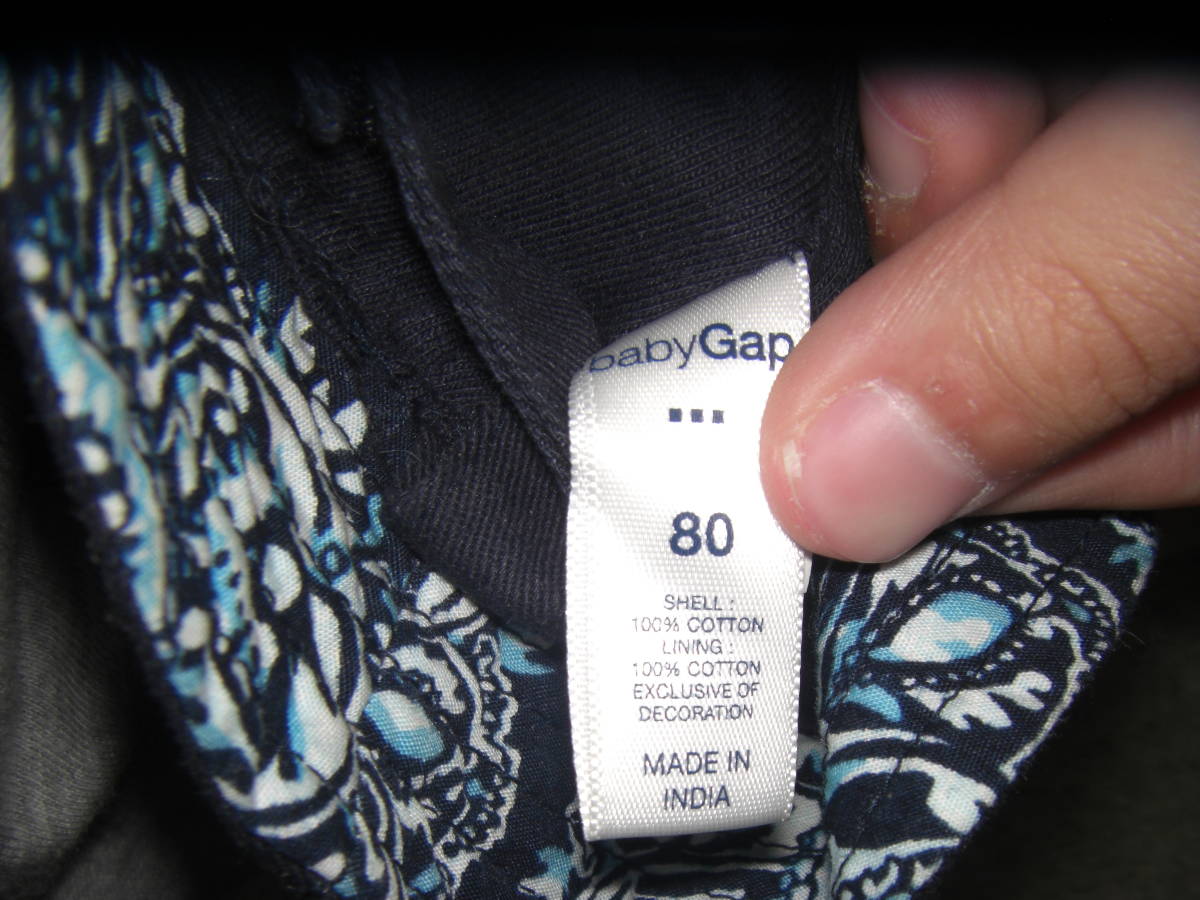 babyGap
80
SHELL :
100% COTTON
LINING :
100% COTTON
EXCLUSIVE OF
DECORATION
MADE IN
INDIA